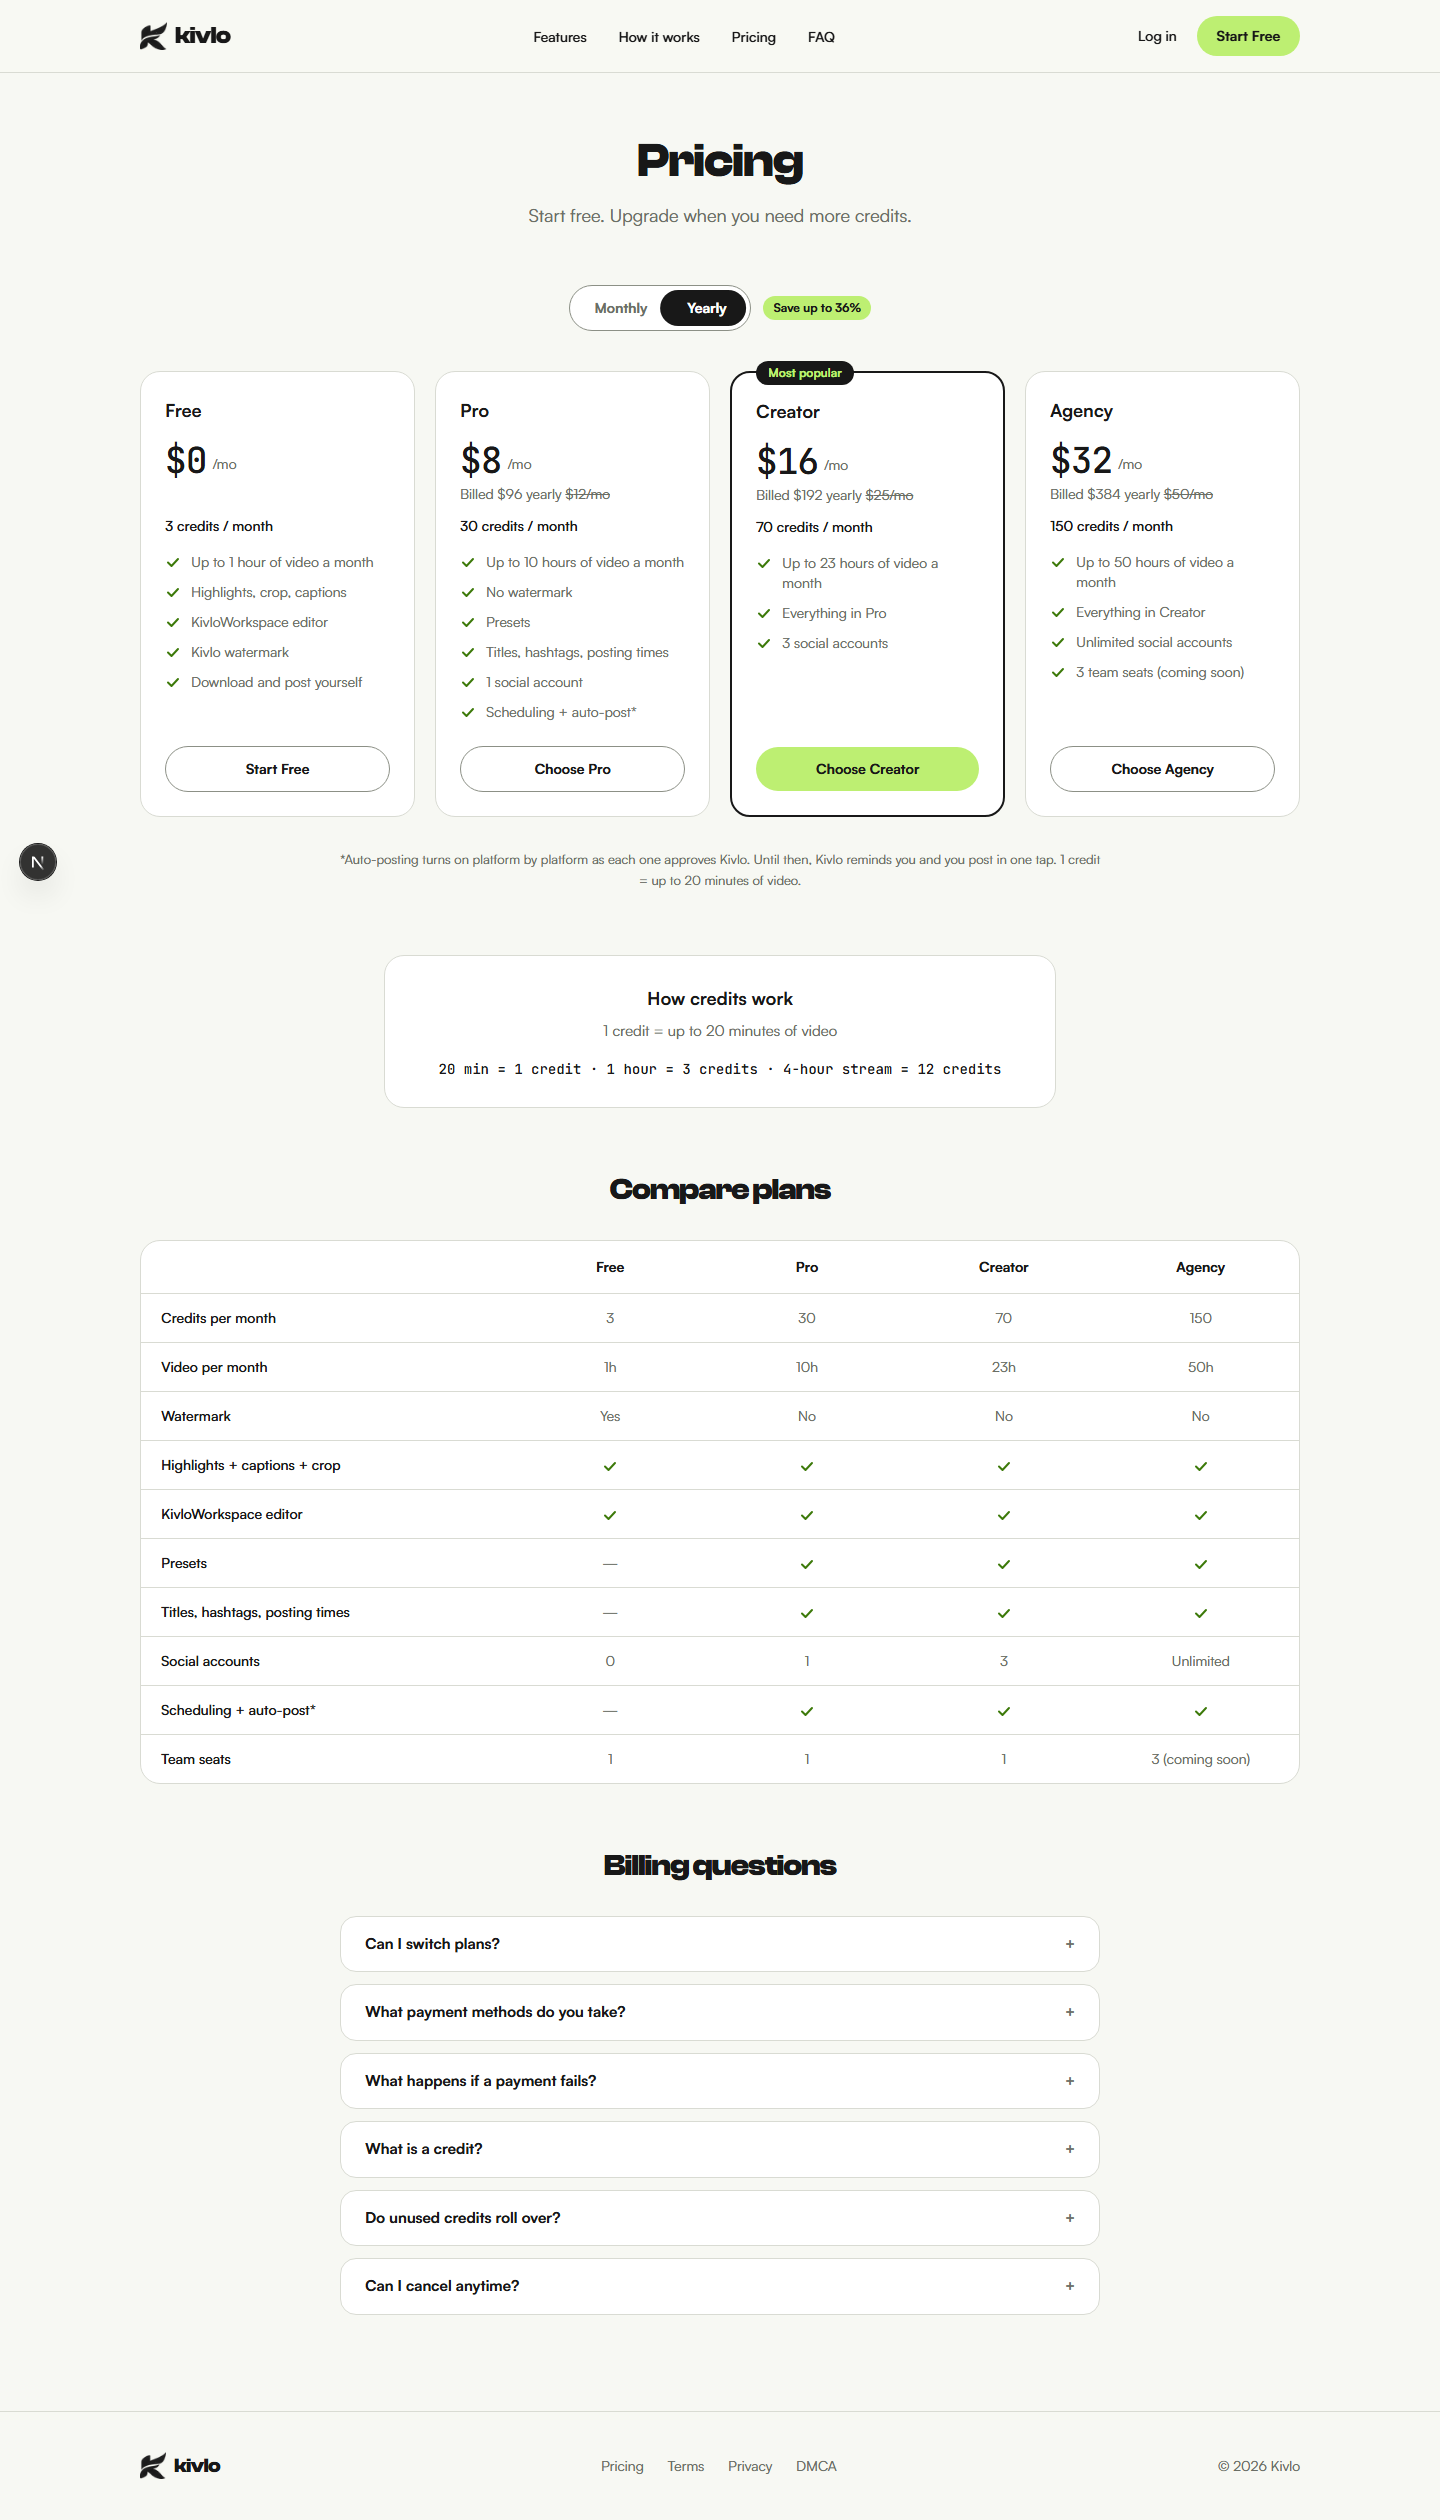 kivlo
Features How it works Pricing FAQ
Log in Start Free
Pricing
Start free. Upgrade when you need more credits.
Monthly Yearly Save up to 36%
Free
$0 /mo
3 credits / month
Up to 1 hour of video a month
Highlights, crop, captions
KivloWorkspace editor
Kivlo watermark
Download and post yourself
Start Free
Pro
$8 /mo
Billed $96 yearly $12/mo
30 credits / month
Up to 10 hours of video a month
No watermark
Presets
Titles, hashtags, posting times
1 social account
Scheduling + auto-post*
Choose Pro
Most popular
Creator
$16 /mo
Billed $192 yearly $25/mo
70 credits / month
Up to 23 hours of video a
month
Everything in Pro
3 social accounts
Choose Creator
Agency
$32 /mo
Billed $384 yearly $50/mo
150 credits / month
Up to 50 hours of video a
month
Everything in Creator
Unlimited social accounts
3 team seats (coming soon)
Choose Agency
N
*Auto-posting turns on platform by platform as each one approves Kivlo. Until then, Kivlo reminds you and you post in one tap. 1 credit
= up to 20 minutes of video.
How credits work
1 credit = up to 20 minutes of video
20 min = 1 credit · 1 hour = 3 credits · 4-hour stream = 12 credits
Compare plans
Free Pro Creator Agency
Credits per month 3 30 70 150
Video per month 1h 10h 23h 50h
Watermark Yes No No No
Highlights + captions + crop
KivloWorkspace editor
Presets —
Titles, hashtags, posting times —
Social accounts 0 1 3 Unlimited
Scheduling + auto-post* —
Team seats 1 1 1 3 (coming soon)
Billing questions
Can I switch plans? +
What payment methods do you take? +
What happens if a payment fails? +
What is a credit? +
Do unused credits roll over? +
Can I cancel anytime? +
kivlo
Pricing Terms Privacy DMCA
© 2026 Kivlo